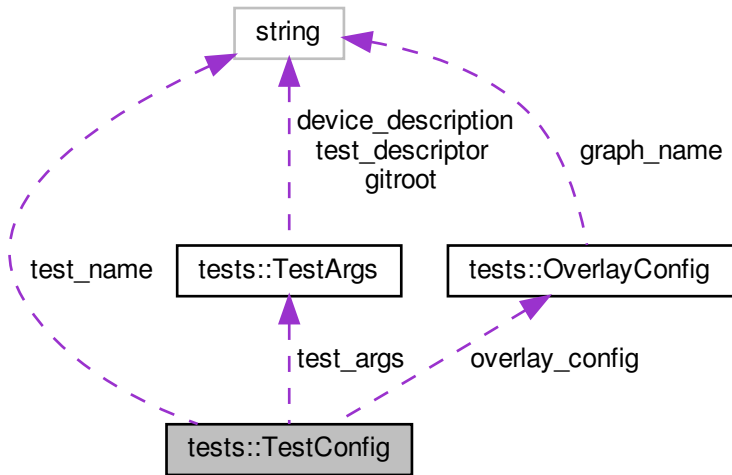 string
device_description
test_descriptor
gitroot
graph_name
test_name
tests::TestArgs
tests::OverlayConfig
test_args
overlay_config
tests::TestConfig